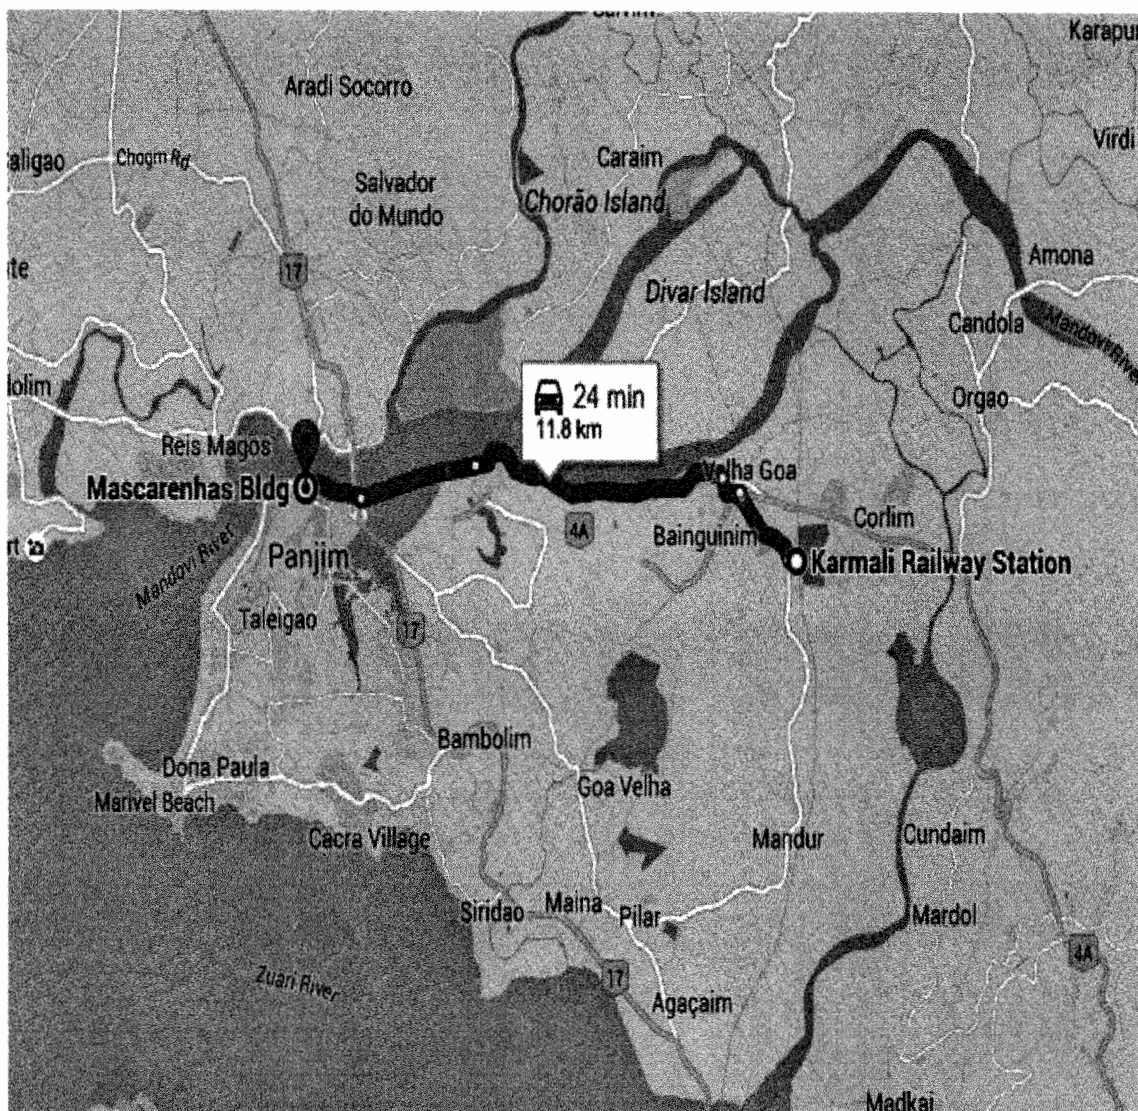 Karapur
Aradi Socorro
Virdi
Chogm Rd
Caraim
Salvador
do Mundo
Chorão Island
Amona
17
Divar Island
Candola
Mandovi River
24 min
11.8 km
Orgao
Reis Magos
Velha Goa
Mascarenhas Bldg
4A
Corlim
Bainguinim
Panjim
Karmali Railway Station
Mandovi River
Taleigao
17
Bambolim
Dona Paula
Goa Velha
Marivel Beach
Cacra Village
Mandur
Cundaim
Maina
Siridao
Pilar
Mardol
4A
Zuari River
17
Agaçaim
Madkai